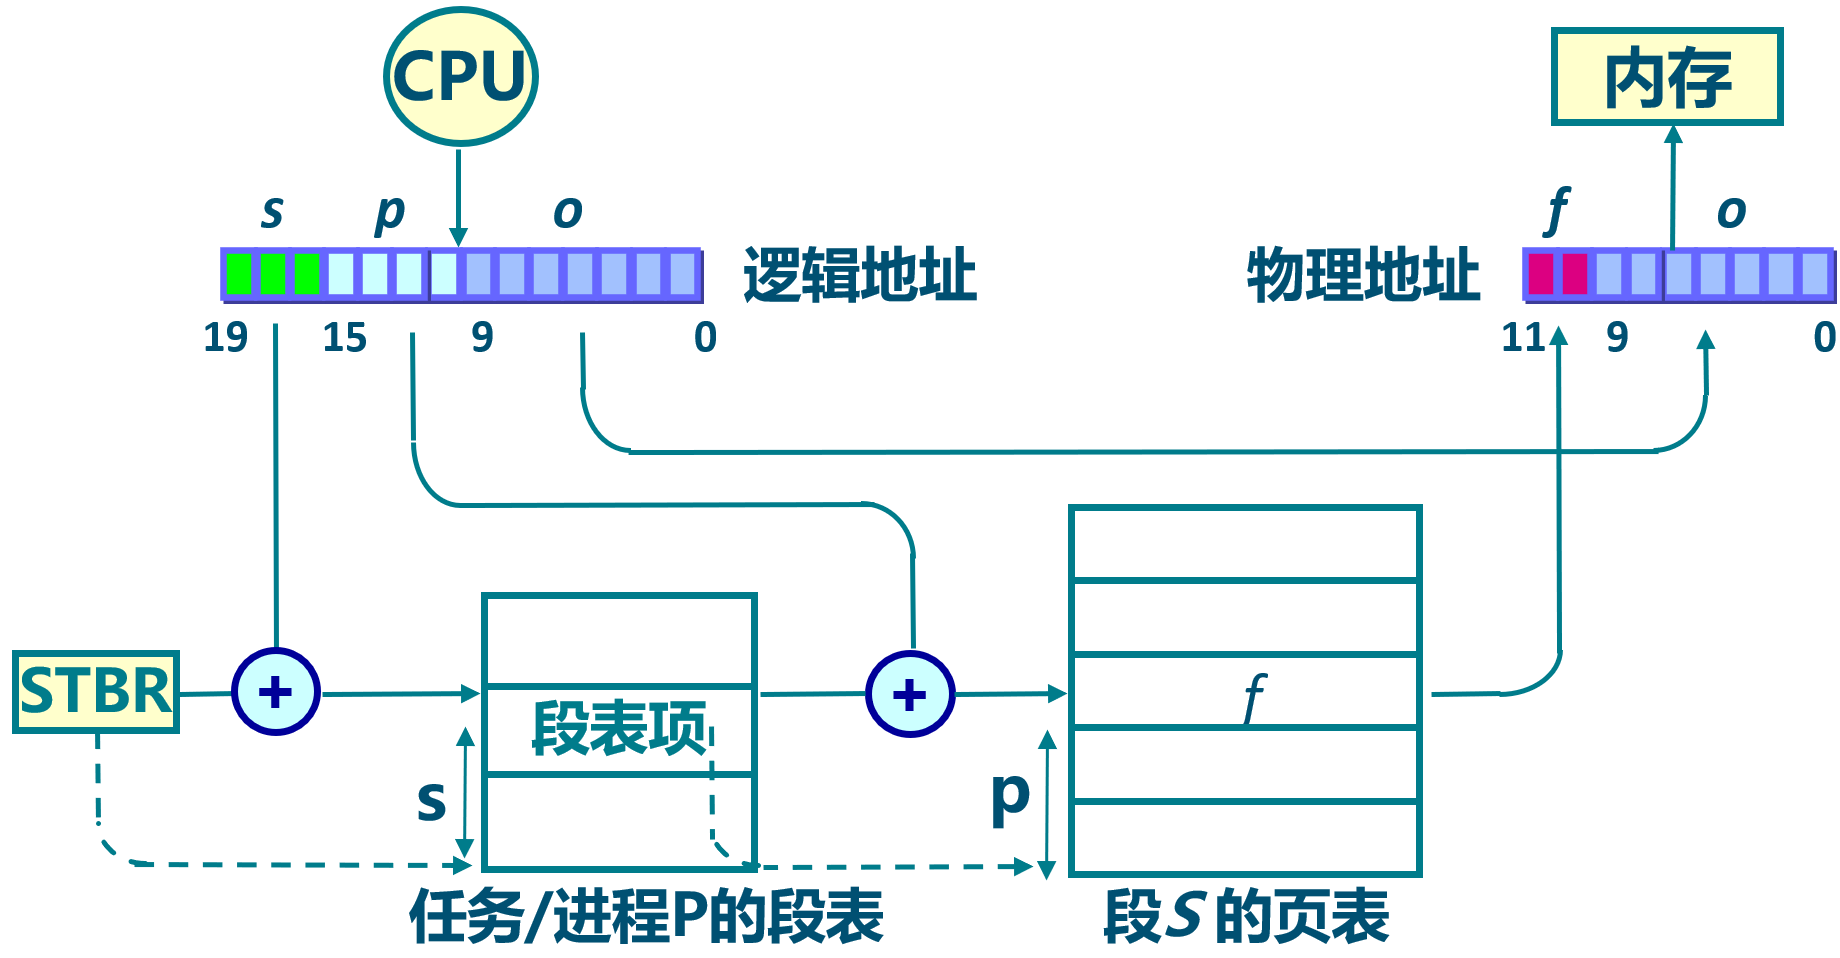 CPU
内存
s p o
f o
逻辑地址
物理地址
19 15 9 0
11 9 0
STBR
+
+
段表项
f
s
p
任务/进程P的段表
段S 的页表